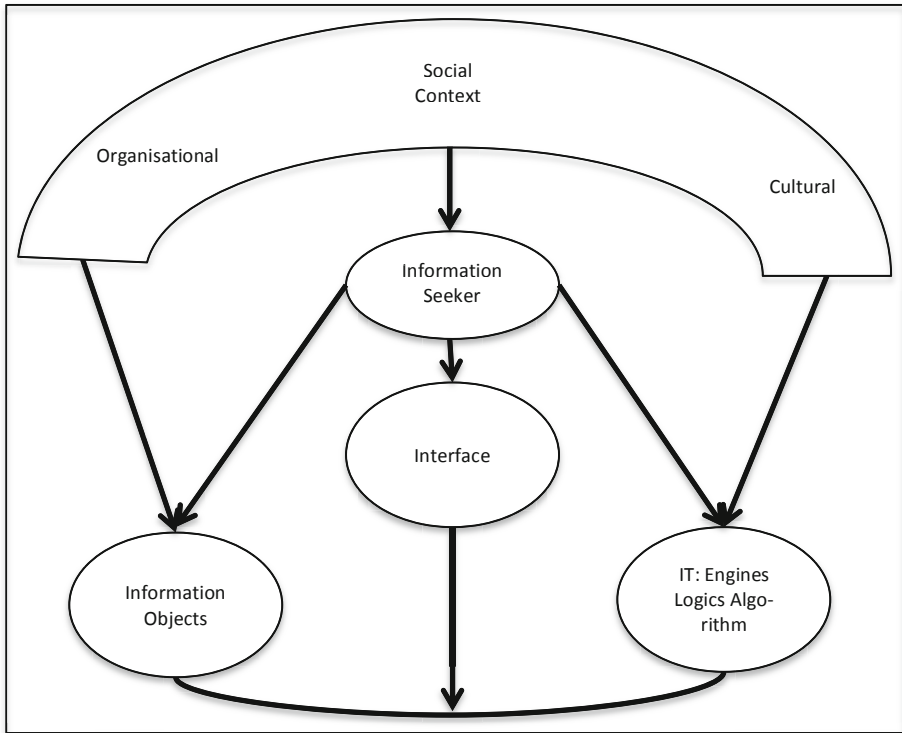 Social
Context
Organisational
Cultural
Information
Seeker
Interface
Information
Objects
IT: Engines
Logics Algo-
rithm